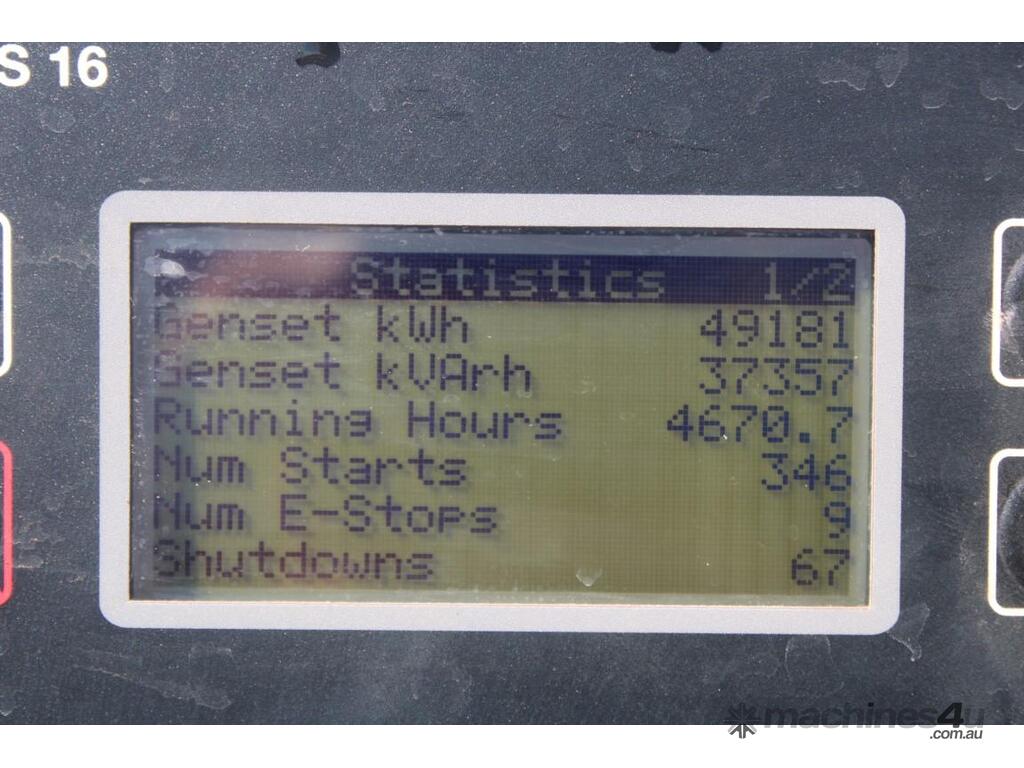 S 16
Statistics 1/2
Genset kWh 49181
Genset kVArh 37357
Running Hours 4670.7
Num Starts 346
Num E-Stops 9
Shutdowns 67
machines4u
.com.au